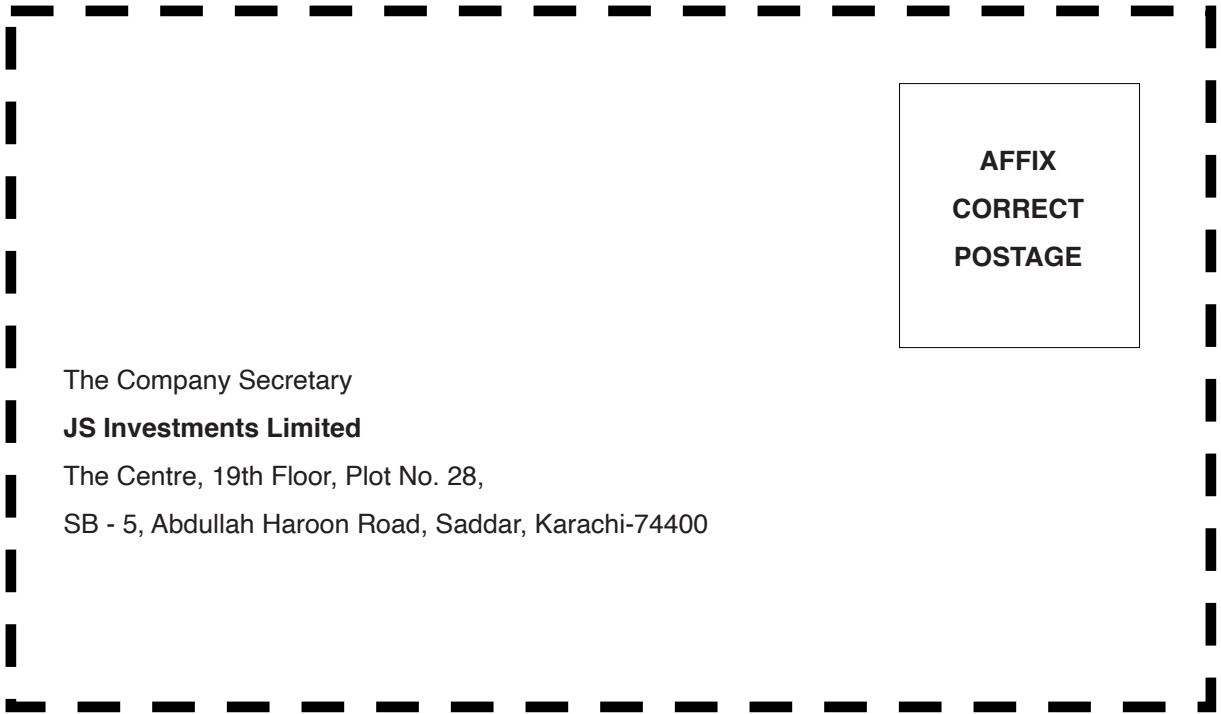 AFFIX
CORRECT
POSTAGE
The Company Secretary
JS Investments Limited
The Centre, 19th Floor, Plot No. 28,
SB - 5, Abdullah Haroon Road, Saddar, Karachi-74400